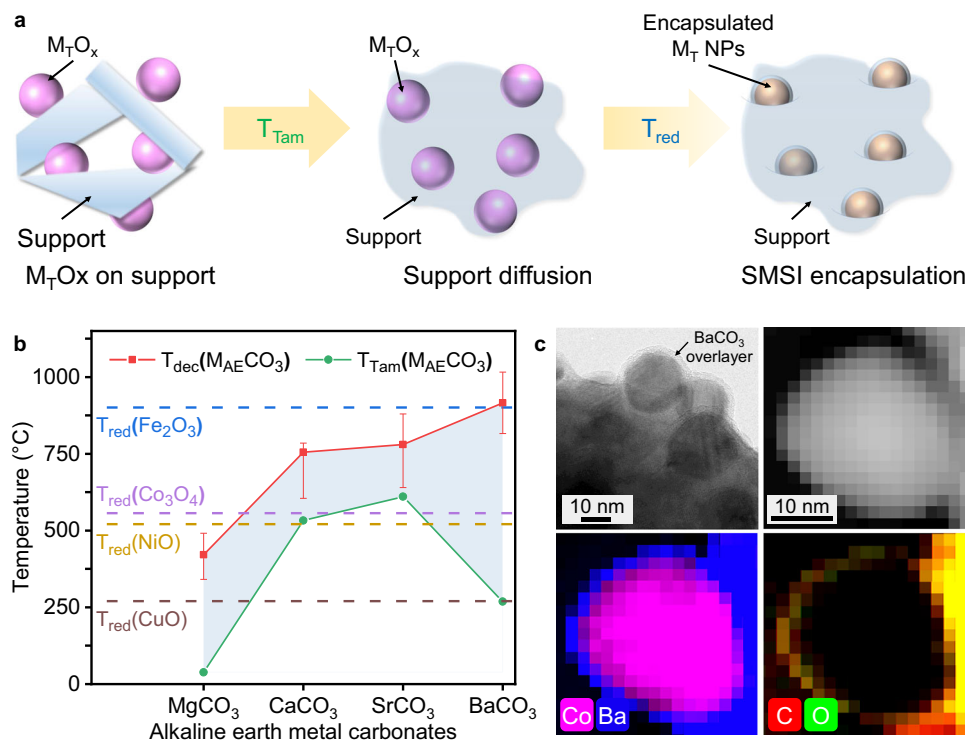 a
MTOx
TTam
Support
MTOx on support
MTOx
Support
Support diffusion
Tred
Encapsulated
MT NPs
Support
SMSI encapsulation
b
Tdec(MAECO3)
TTam(MAECO3)
Temperature (°C)
1000
750
500
250
0
Tred(Fe2O3)
Tred(Co3O4)
Tred(NiO)
Tred(CuO)
MgCO3
CaCO3
SrCO3
BaCO3
Alkaline earth metal carbonates
c
BaCO3
overlayer
10 nm
10 nm
Co Ba
C O